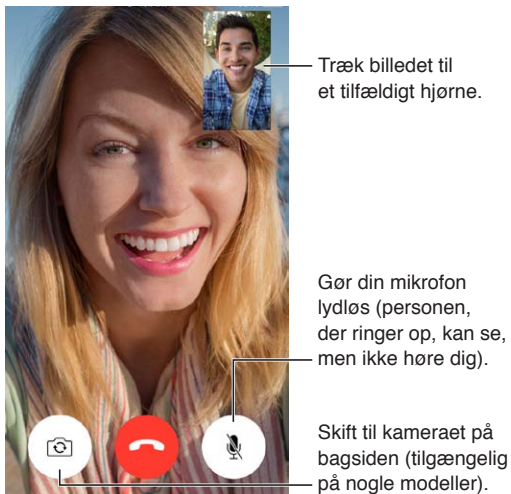 Træk billedet til
et tilfældigt hjørne.
Gør din mikrofon
lydløs (personen,
der ringer op, kan se,
men ikke høre dig).
Skift til kameraet på
bagsiden (tilgængelig
på nogle modeller).